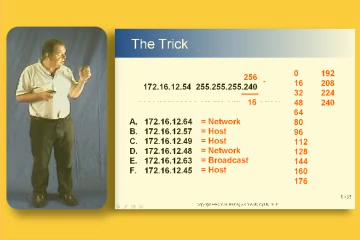 The Trick
256 -
172.16.12.54 255.255.255.240
16
A. 172.16.12.64 = Network
B. 172.16.12.57 = Host
C. 172.16.12.49 = Host
D. 172.16.12.48 = Network
E. 172.16.12.63 = Broadcast
F. 172.16.12.45 = Host
0 192
16 208
32 224
48 240
64
80
96
112
128
144
160
176